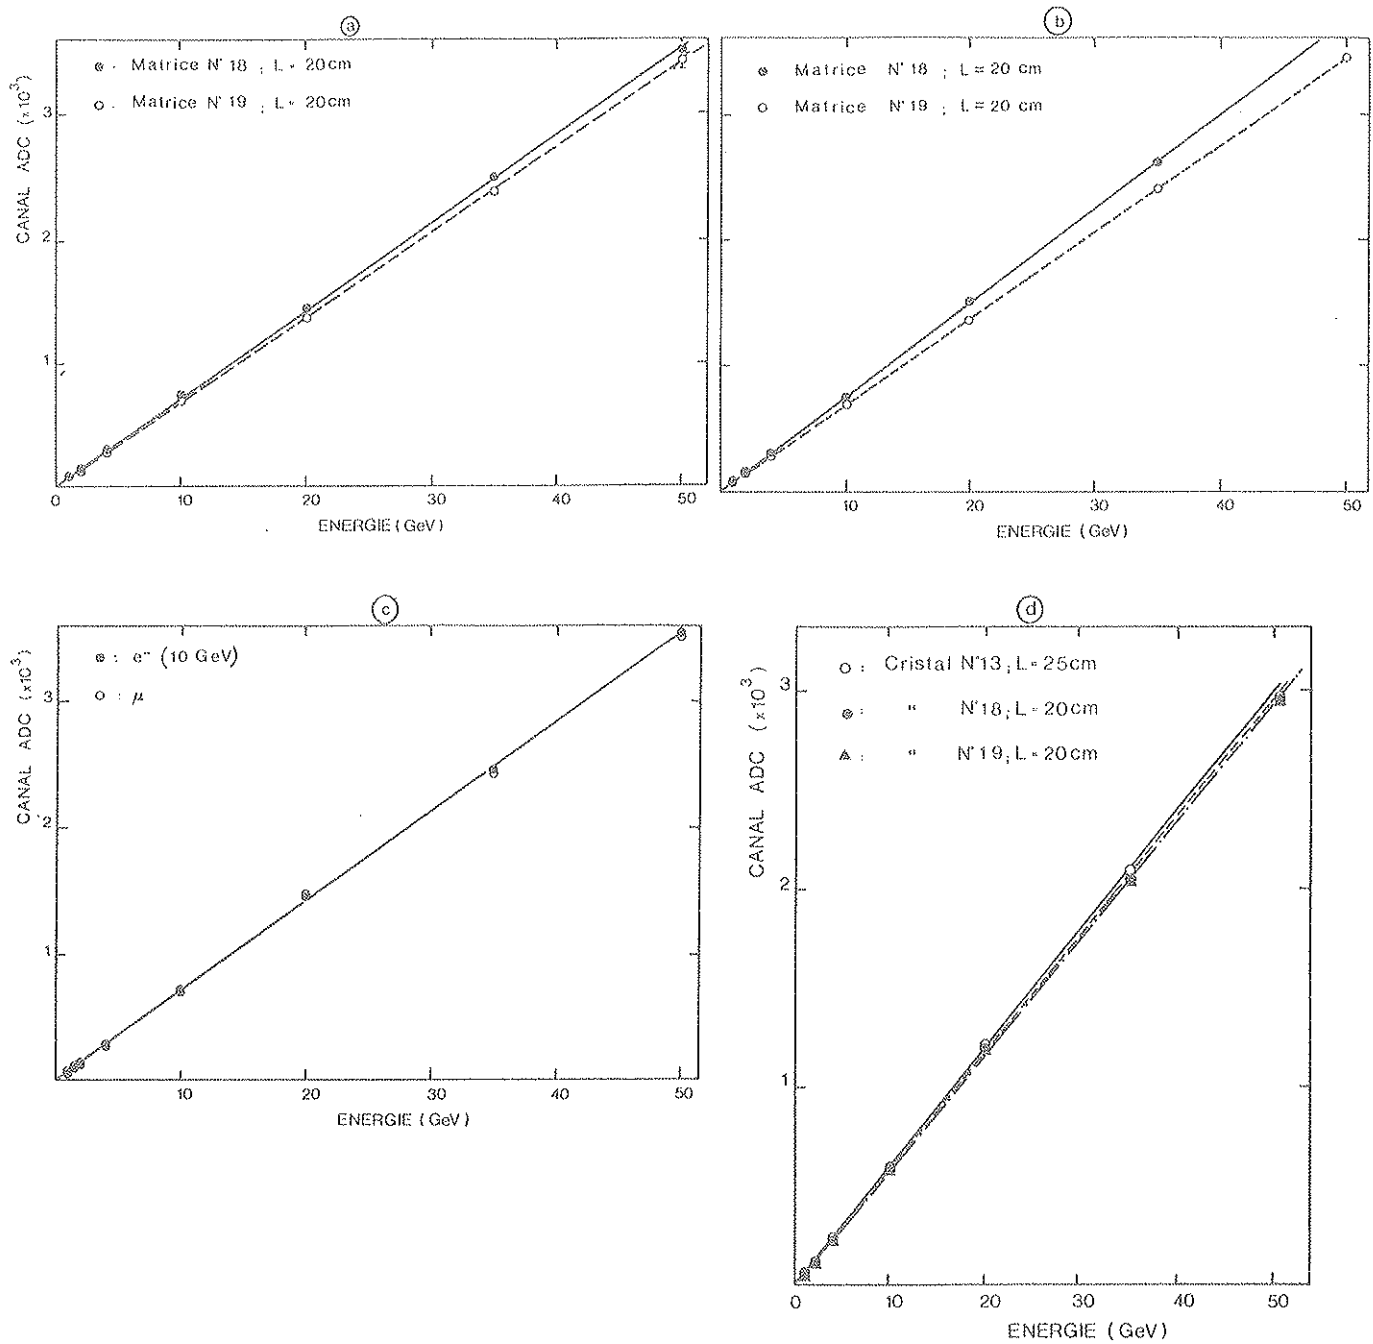 a
● : Matrice N° 18 ; L = 20cm
○ : Matrice N° 19 ; L = 20cm
CANAL ADC (×10³)
3
2
1
0 10 20 30 40 50
ENERGIE (GeV)
b
● Matrice N° 18 ; L = 20 cm
○ Matrice N° 19 ; L = 20 cm
10 20 30 40 50
ENERGIE (GeV)
c
● : e⁻ (10 GeV)
○ : μ
CANAL ADC (×10³)
3
2
1
10 20 30 40 50
ENERGIE (GeV)
d
○ : Cristal N°13; L=25cm
● : " N°18; L=20cm
▲ : " N°19; L=20cm
CANAL ADC (×10³)
3
2
1
0 10 20 30 40 50
ENERGIE (GeV)